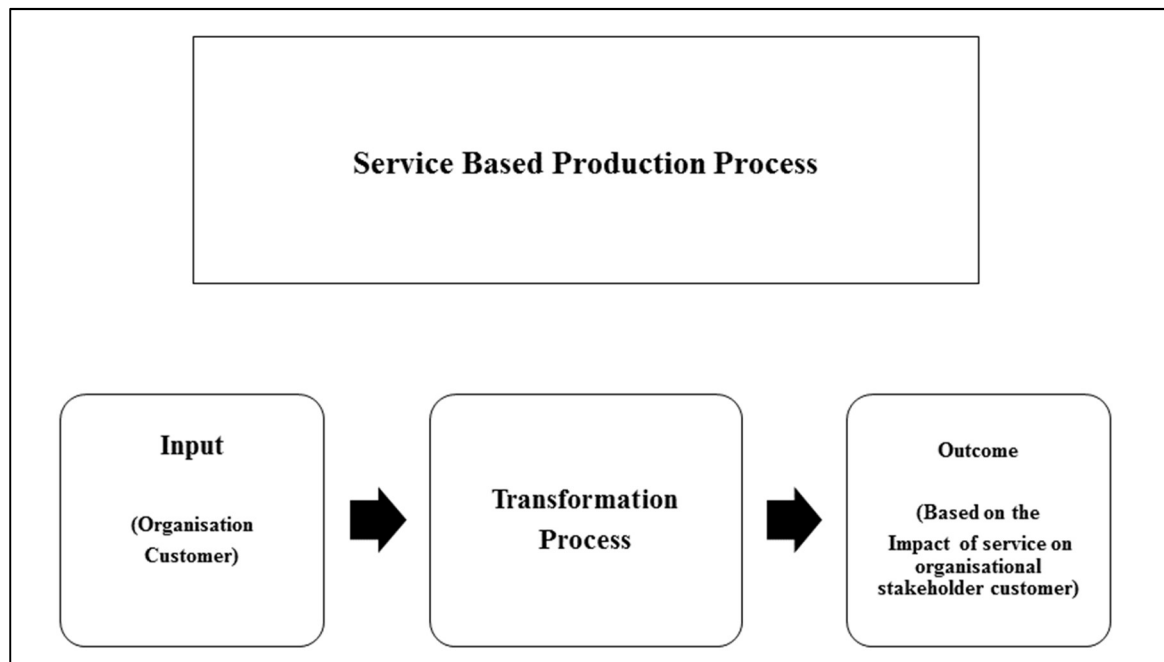 Service Based Production Process
Input
(Organisation
Customer)
Transformation
Process
Outcome
(Based on the
Impact of service on
organisational
stakeholder customer)